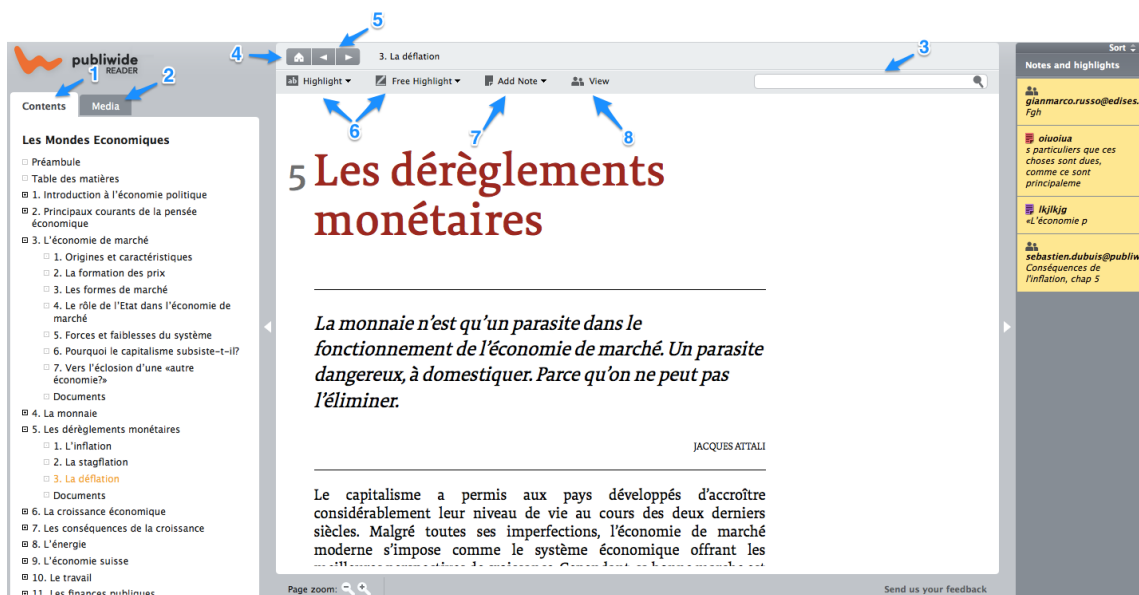 5
4
3. La déflation
3
Sort
publiwide
READER
1
2
Highlight
Free Highlight
Add Note
View
Notes and highlights
Contents
Media
6
7
8
gianmarco.russo@edises.
Fgh
Les Mondes Economiques
Préambule
Table des matières
1. Introduction à l'économie politique
2. Principaux courants de la pensée
économique
3. L'économie de marché
1. Origines et caractéristiques
2. La formation des prix
3. Les formes de marché
4. Le rôle de l'Etat dans l'économie de
marché
5. Forces et faiblesses du système
6. Pourquoi le capitalisme subsiste-t-il?
7. Vers l'éclosion d'une «autre
économie?»
Documents
4. La monnaie
5. Les dérèglements monétaires
1. L'inflation
2. La stagflation
3. La déflation
Documents
6. La croissance économique
7. Les conséquences de la croissance
8. L'énergie
9. L'économie suisse
10. Le travail
11. Les finances publiques
5 Les dérèglements
monétaires
La monnaie n'est qu'un parasite dans le
fonctionnement de l'économie de marché. Un parasite
dangereux, à domestiquer. Parce qu'on ne peut pas
l'éliminer.
JACQUES ATTALI
Le capitalisme a permis aux pays développés d'accroître
considérablement leur niveau de vie au cours des deux derniers
siècles. Malgré toutes ses imperfections, l'économie de marché
moderne s'impose comme le système économique offrant les
oiuoiua
s particuliers que ces
choses sont dues,
comme ce sont
principaleme
lkjlkjg
«L'économie p
sebastien.dubuis@publiw
Conséquences de
l'inflation, chap 5
Page zoom:
Send us your feedback